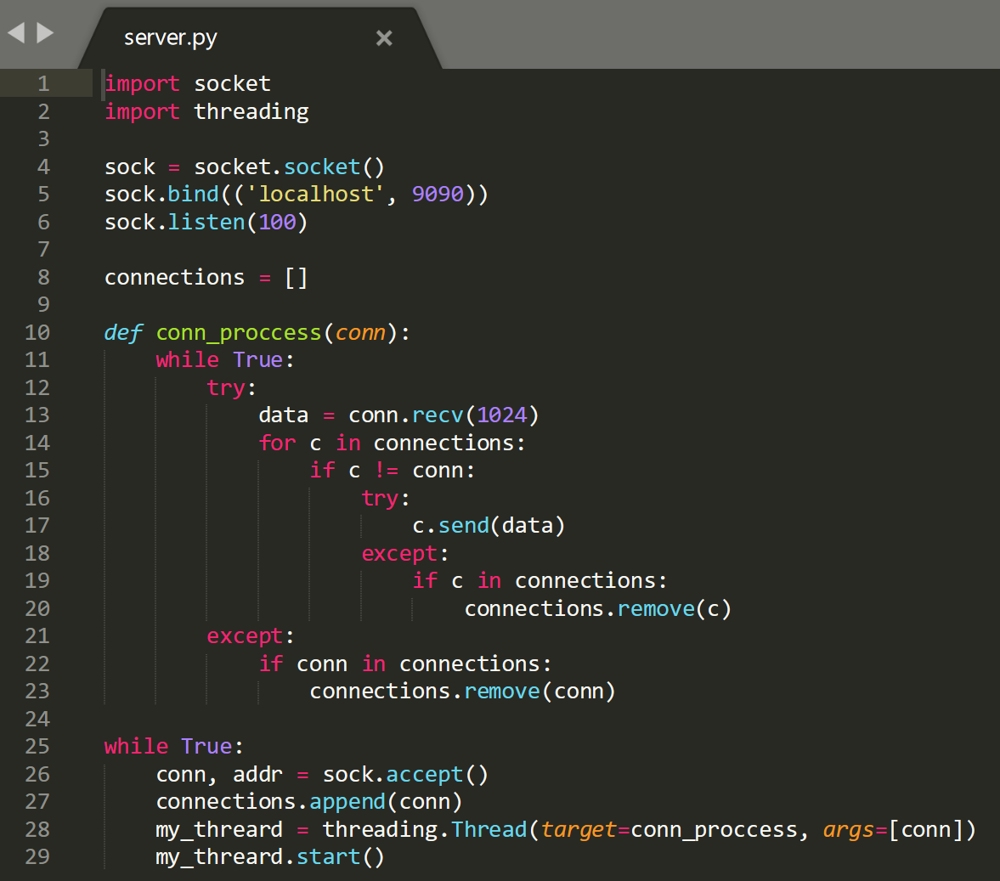 server.py
1 import socket
2 import threading
3
4 sock = socket.socket()
5 sock.bind(('localhost', 9090))
6 sock.listen(100)
7
8 connections = []
9
10 def conn_proccess(conn):
11     while True:
12         try:
13             data = conn.recv(1024)
14             for c in connections:
15                 if c != conn:
16                     try:
17                         c.send(data)
18                     except:
19                         if c in connections:
20                             connections.remove(c)
21         except:
22             if conn in connections:
23                 connections.remove(conn)
24
25 while True:
26     conn, addr = sock.accept()
27     connections.append(conn)
28     my_threard = threading.Thread(target=conn_proccess, args=[conn])
29     my_threard.start()